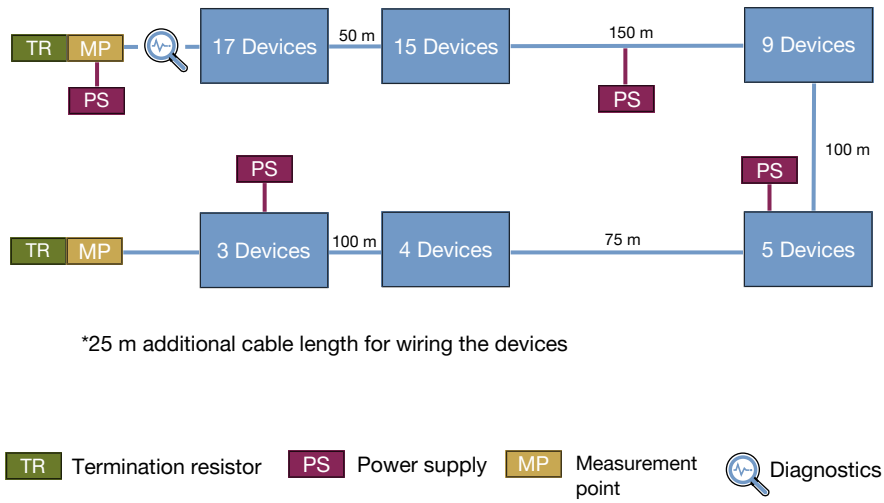 TR MP
17 Devices
50 m
15 Devices
150 m
9 Devices
PS
PS
100 m
PS
PS
TR MP
3 Devices
100 m
4 Devices
75 m
5 Devices
*25 m additional cable length for wiring the devices
TR Termination resistor
PS Power supply
MP Measurement
point
Diagnostics